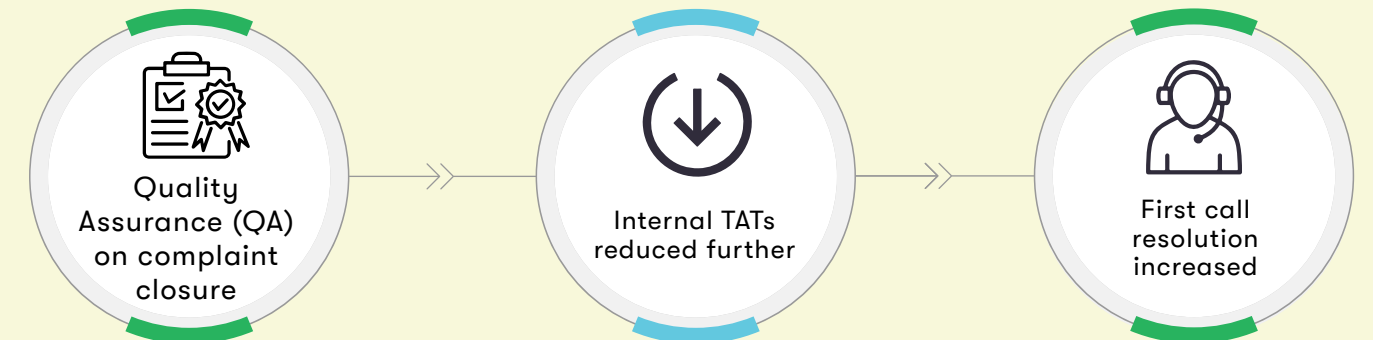 Quality
Assurance (QA)
on complaint
closure
Internal TATs
reduced further
First call
resolution
increased